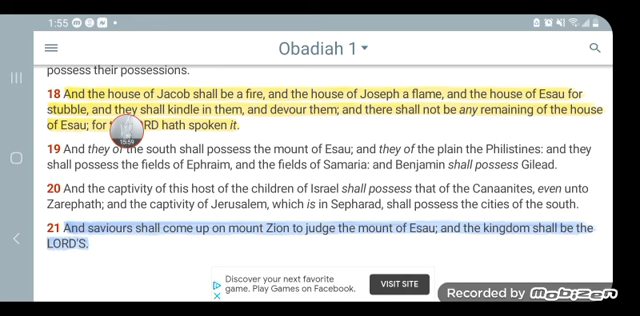 1:55
Obadiah 1
possess their possessions.
18 And the house of Jacob shall be a fire, and the house of Joseph a flame, and the house of Esau for
stubble, and they shall kindle in them, and devour them; and there shall not be any remaining of the house
of Esau; for RD hath spoken it.
15:59
19 And they of the south shall possess the mount of Esau; and they of the plain the Philistines: and they
shall possess the fields of Ephraim, and the fields of Samaria: and Benjamin shall possess Gilead.
20 And the captivity of this host of the children of Israel shall possess that of the Canaanites, even unto
Zarephath; and the captivity of Jerusalem, which is in Sepharad, shall possess the cities of the south.
21 And saviours shall come up on mount Zion to judge the mount of Esau; and the kingdom shall be the
LORD'S.
Discover your next favorite
game. Play Games on Facebook.
VISIT SITE
Recorded by Mobizen